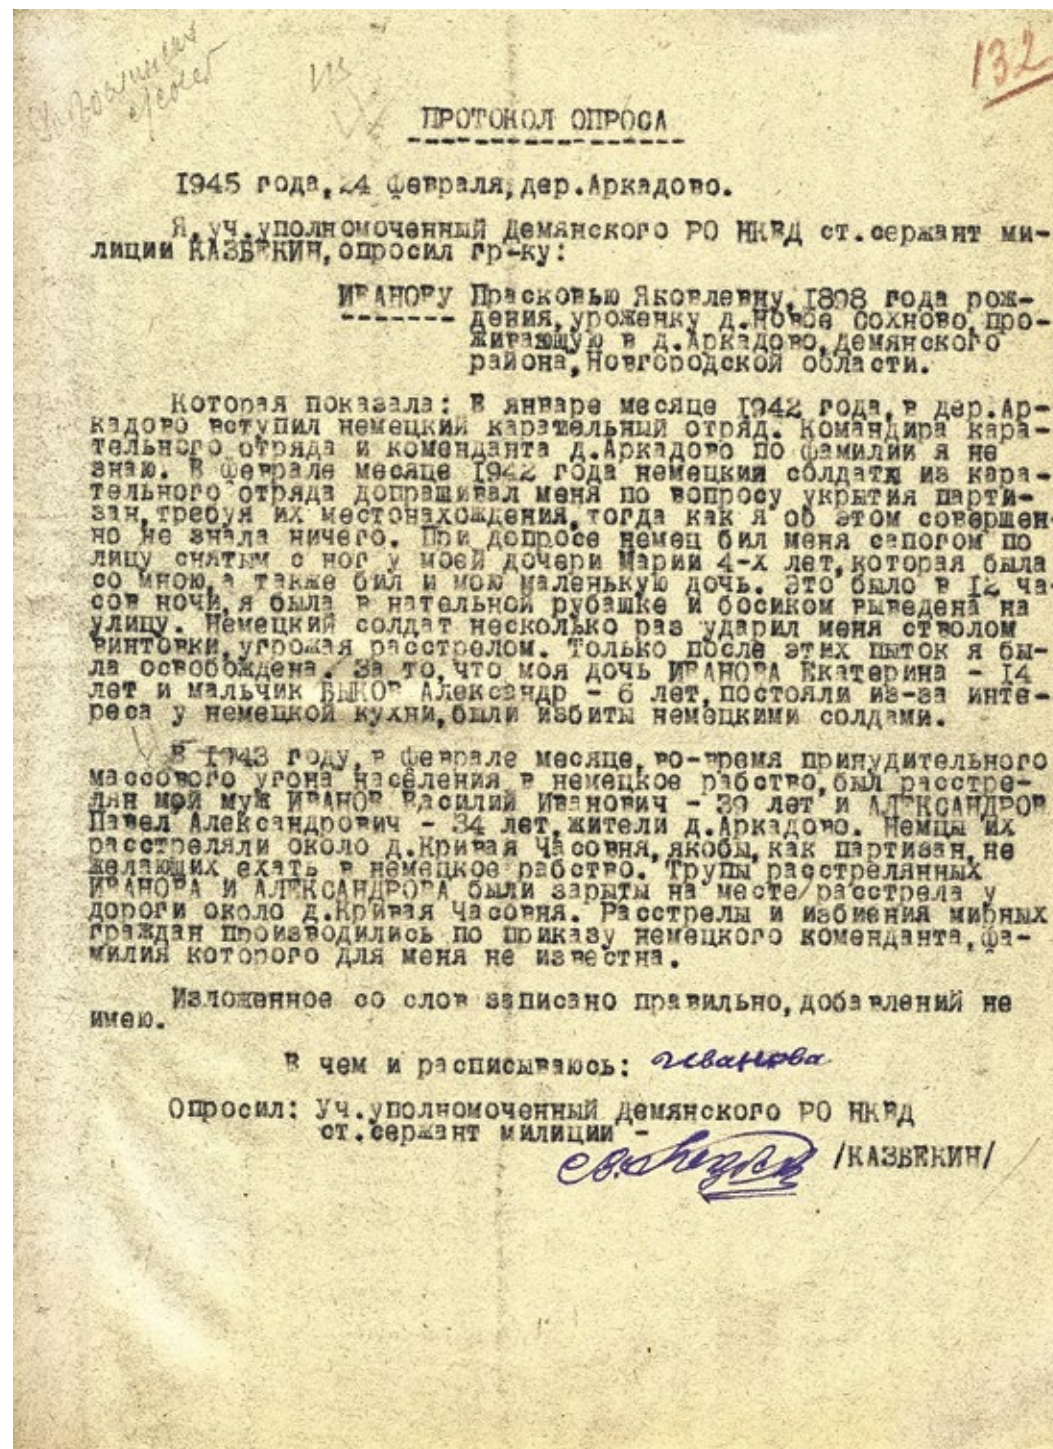 132
ПРОТОКОЛ ОПРОСА
1945 года, 24 февраля, дер.Аркадово.
Я, уч.уполномоченный Демянского РО НКВД ст.сержант ми-
лиции КАЗБЕКИН, опросил гр-ку:
ИВАНОВУ Прасковью Яковлевну, 1898 года рож-
дения, уроженку д.Новое Сохново, про-
живающую в д.Аркадово, Демянского
района, Новгородской области.
Которая показала: В январе месяце 1942 года, в дер.Ар-
кадово вступил немецкий карательный отряд. Командира кара-
тельного отряда и коменданта д.Аркадово по фамилии я не
знаю. В феврале месяце 1942 года немецкий солдатя из кара-
тельного отряда допрашивал меня по вопросу укрытия парти-
зан, требуя их местонахождения, тогда как я об этом совершен-
но не знала ничего. При допросе немец бил меня сапогом по
лицу снятым с ног у моей дочери Марии 4-х лет, которая была
со мною, а также бил и мою маленькую дочь. Это было в 12 ча-
сов ночи, я была в нательной рубашке и босиком выведена на
улицу. Немецкий солдат несколько раз ударил меня стволом
винтовки, угрожая расстрелом. Только после этих пыток я бы-
ла освобождена. За то, что моя дочь ИВАНОВА Екатерина - 14
лет и мальчик БЫКОВ Александр - 6 лет, постояли из-за инте-
реса у немецкой кухни, были избиты немецкими солдами.
В 1943 году, в феврале месяце, во-время принудительного
массового угона населения в немецкое рабство, был расстре-
лян мой муж ИВАНОВ Василий Иванович - 39 лет и АЛЕКСАНДРОВ
Павел Александрович - 34 лет, жители д.Аркадово. Немцы их
расстреляли около д.Кривая Часовня, якобы, как партизан, не
желающих ехать в немецкое рабство. Трупы расстрелянных
ИВАНОВА И АЛЕКСАНДРОВА были зарыты на месте/расстрела у
дороги около д.Кривая Часовня. Расстрелы и избиения мирных
граждан производились по приказу немецкого коменданта, фа-
милия которого для меня не известна.
Изложенное со слов записано правильно, добавлений не
имею.
В чем и расписываюсь: Иванова
Опросил: Уч.уполномоченный Демянского РО НКВД
ст.сержант милиции -
/КАЗБЕКИН/